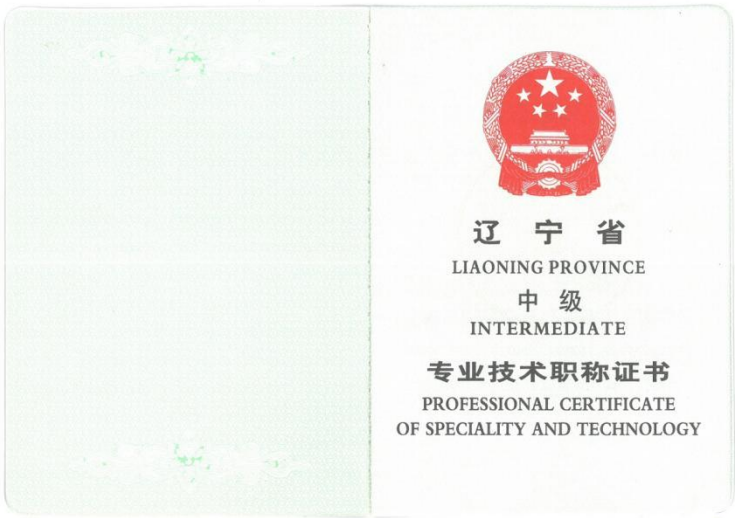 辽宁省
LIAONING PROVINCE
中级
INTERMEDIATE
专业技术职称证书
PROFESSIONAL CERTIFICATE
OF SPECIALITY AND TECHNOLOGY